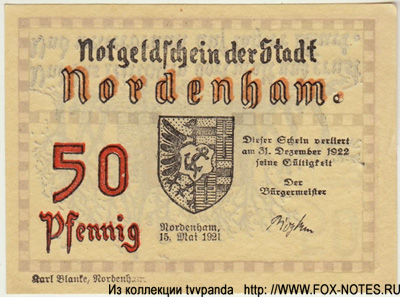 Notgeldschein der Stadt
Nordenham.
Dieser Schein verliert
am 31. Dezember 1922
seine Gültigkeit
Der
Bürgermeister
50
Pfennig
Nordenham,
15. Mai 1921
Karl Blanke, Nordenham
Из коллекции tvvpanda http://WWW.FOX-NOTES.RU